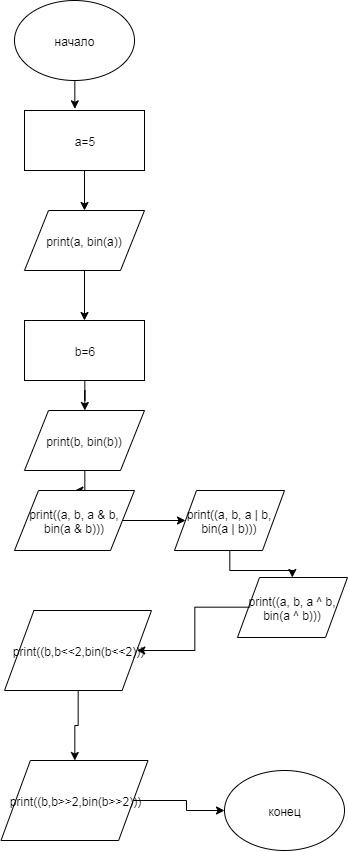 начало
a=5
print(a, bin(a))
b=6
print(b, bin(b))
print((a, b, a & b,
bin(a & b)))
print((a, b, a | b,
bin(a | b)))
print((a, b, a ^ b,
bin(a ^ b)))
print((b,b<<2,bin(b<<2)))
print((b,b>>2,bin(b>>2)))
конец